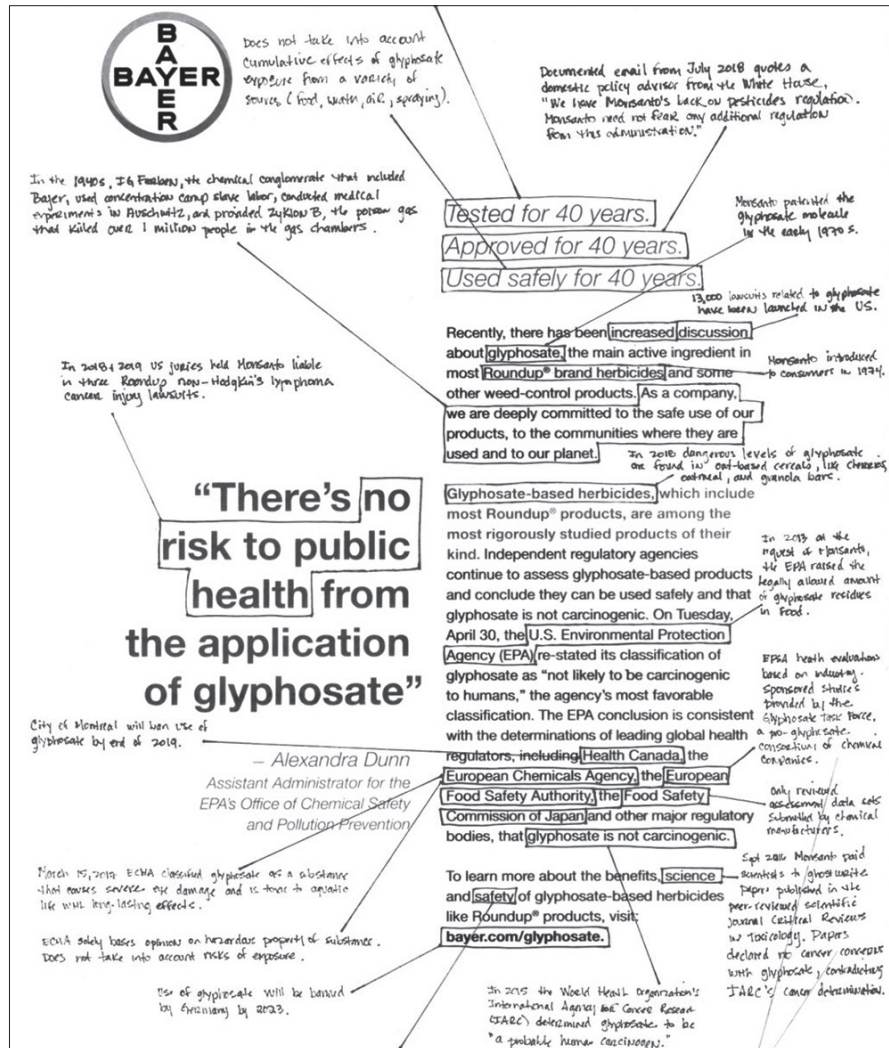 BAYER
BAYER
Does not take into account
cumulative effects of glyphosate
exposure from a variety of
sources (food, water, air, spraying).
Documented email from July 2018 quotes a
domestic policy advisor from the White House,
"We have Monsanto's back on pesticides regulation.
Monsanto need not fear any additional regulation
from this administration."
In the 1940s, IG Farben, the chemical conglomerate that included
Bayer, used concentration camp slave labor, conducted medical
experiments in Auschwitz, and provided Zyklon B, the poison gas
that killed over 1 million people in the gas chambers.
Monsanto patented the
glyphosate molecule
in the early 1970s.
Tested for 40 years.
Approved for 40 years.
Used safely for 40 years.
13,000 lawsuits related to glyphosate
have been launched in the US.
Recently, there has been increased discussion
about glyphosate, the main active ingredient in
most Roundup® brand herbicides and some
other weed-control products. As a company,
we are deeply committed to the safe use of our
products, to the communities where they are
used and to our planet.
Monsanto introduced
to consumers in 1974.
In 2018 + 2019 US juries held Monsanto liable
in three Roundup non-Hodgkin's lymphoma
cancer injury lawsuits.
In 2018 dangerous levels of glyphosate
are found in oat-based cereals, like cheerios,
oatmeal, and granola bars.
“There's no
risk to public
health from
the application
of glyphosate”
– Alexandra Dunn
Assistant Administrator for the
EPA's Office of Chemical Safety
and Pollution Prevention
Glyphosate-based herbicides, which include
most Roundup® products, are among the
most rigorously studied products of their
kind. Independent regulatory agencies
continue to assess glyphosate-based products
and conclude they can be used safely and that
glyphosate is not carcinogenic. On Tuesday,
April 30, the U.S. Environmental Protection
Agency (EPA) re-stated its classification of
glyphosate as "not likely to be carcinogenic
to humans," the agency's most favorable
classification. The EPA conclusion is consistent
with the determinations of leading global health
regulators, including Health Canada, the
European Chemicals Agency, the European
Food Safety Authority, the Food Safety
Commission of Japan and other major regulatory
bodies, that glyphosate is not carcinogenic.
In 2013 at the
request of Monsanto,
the EPA raised the
legally allowed amount
of glyphosate residues
in food.
EFSA health evaluations
based on industry-
sponsored studies
provided by the
Glyphosate Task Force,
a pro-glyphosate
consortium of chemical
companies.
City of Montreal will ban use of
glyphosate by end of 2019.
only reviewed
assessment data sets
submitted by chemical
manufacturers.
March 15, 2017 ECHA classified glyphosate as a substance
that causes severe eye damage and is toxic to aquatic
life with long-lasting effects.
ECHA solely bases opinion on hazardous property of substance.
Does not take into account risks of exposure.
Use of glyphosate will be banned
by Germany by 2023.
To learn more about the benefits, science
and safety of glyphosate-based herbicides
like Roundup® products, visit:
bayer.com/glyphosate.
Sept 2016 Monsanto paid
scientists to ghostwrite
papers published in the
peer-reviewed scientific
journal Critical Reviews
in Toxicology. Papers
declared no cancer concerns
with glyphosate, contradicting
IARC's cancer determination.
In 2015 the World Health Organization's
International Agency for Cancer Research
(IARC) determined glyphosate to be
"a probable human carcinogen."